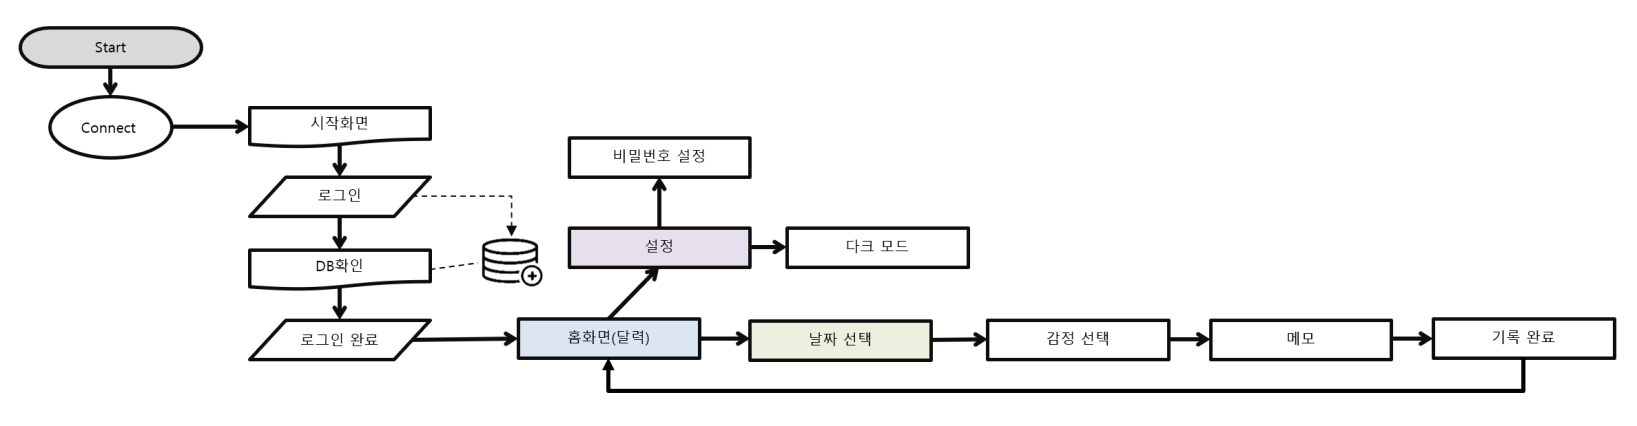 Start
Connect
시작화면
로그인
DB확인
로그인 완료
비밀번호 설정
설정
다크 모드
홈화면(달력)
날짜 선택
감정 선택
메모
기록 완료